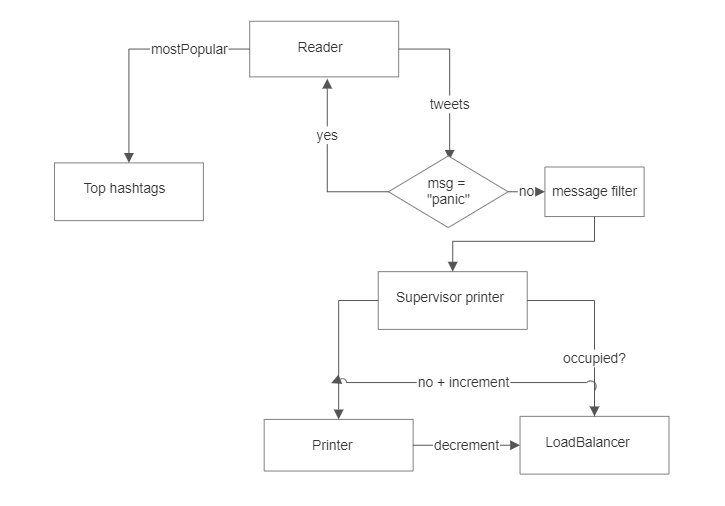 Reader
mostPopular
tweets
yes
Top hashtags
msg =
"panic"
no
message filter
Supervisor printer
occupied?
no + increment
Printer
decrement
LoadBalancer